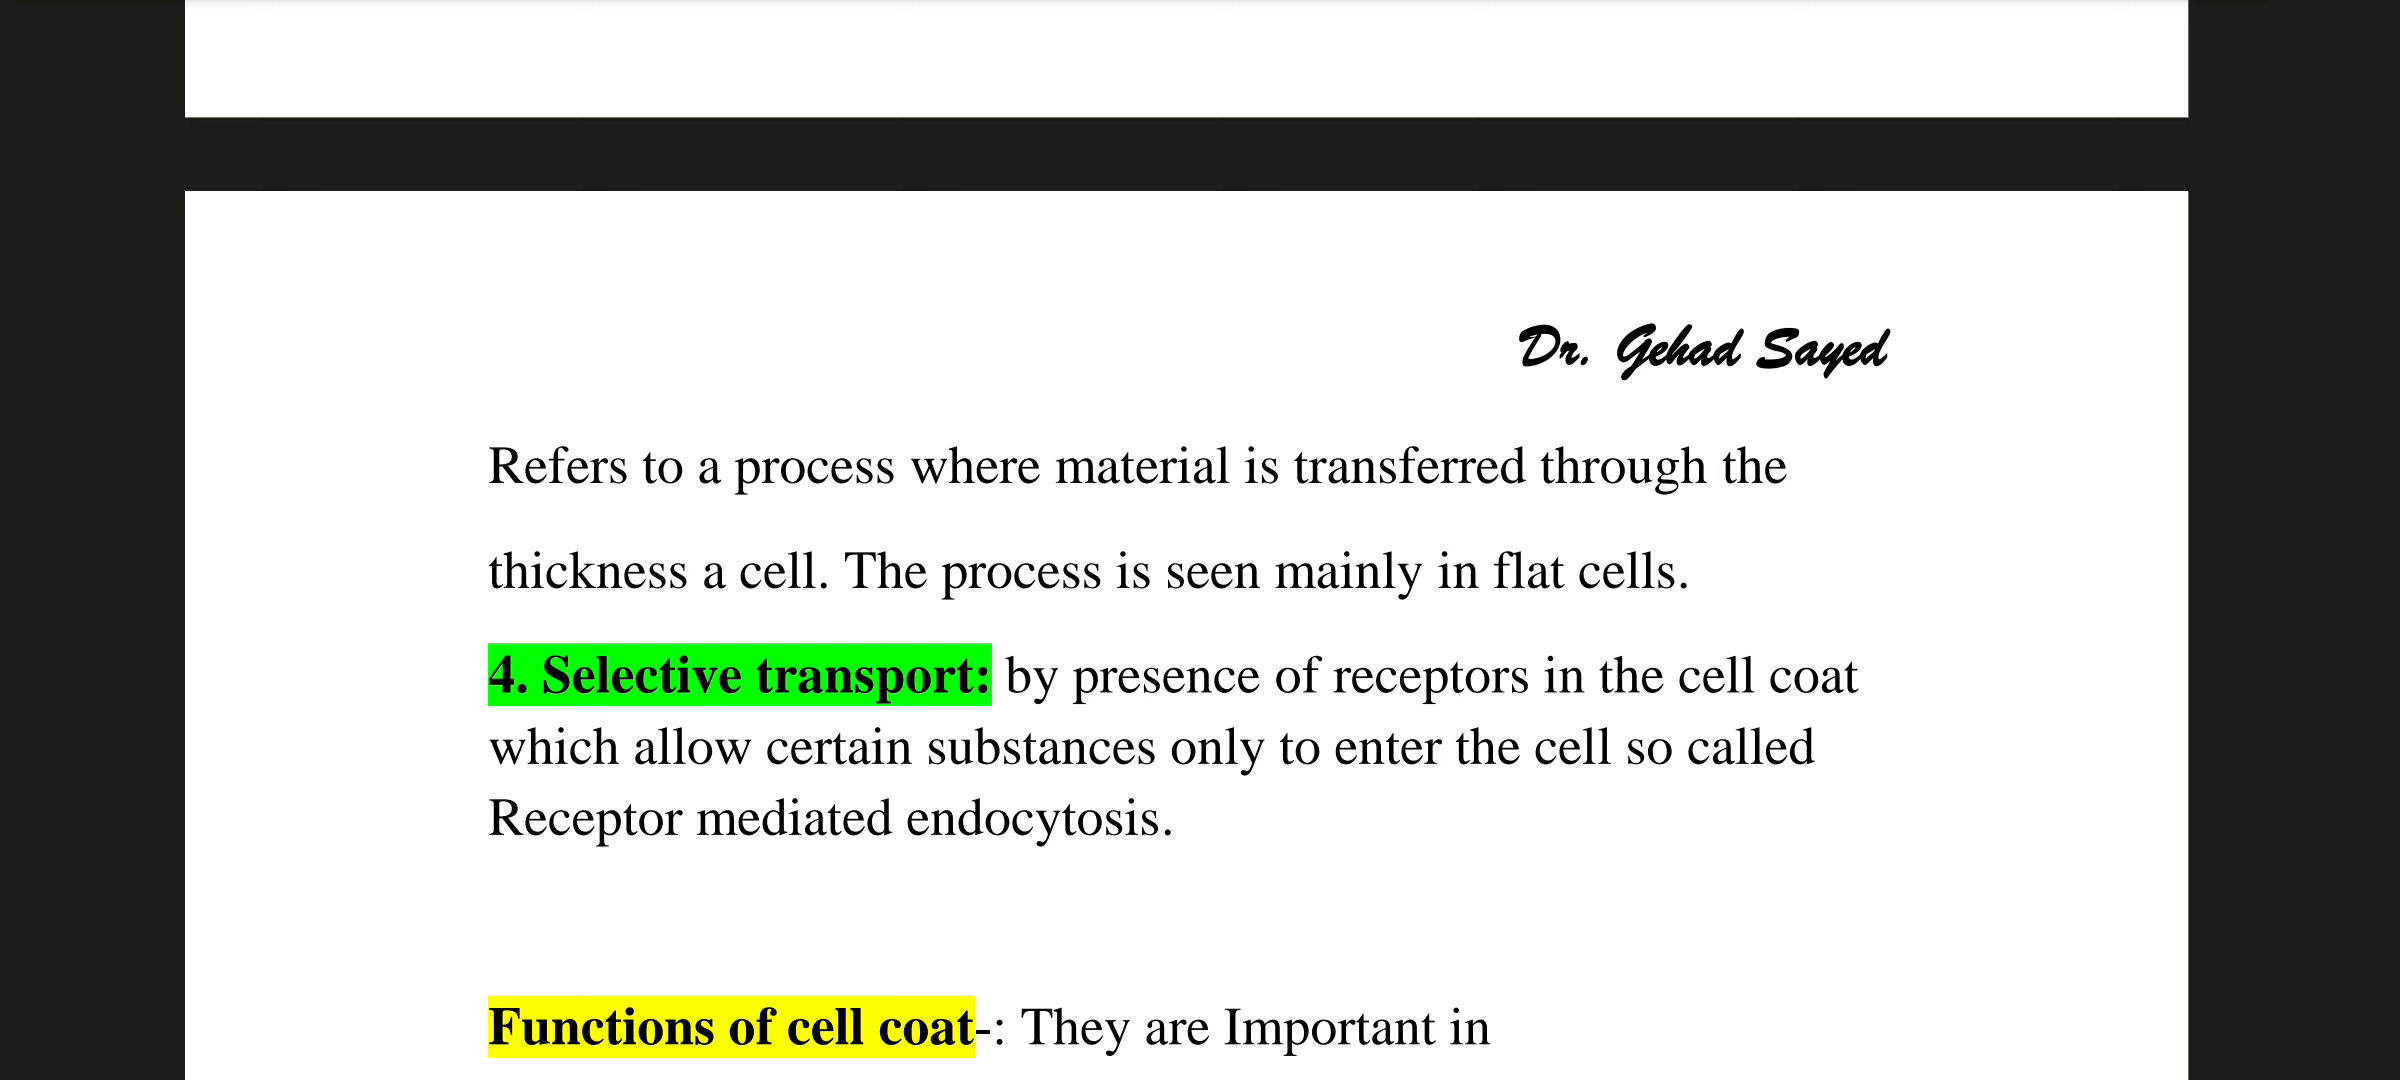 Dr. Gehad Sayed
Refers to a process where material is transferred through the
thickness a cell. The process is seen mainly in flat cells.
4. Selective transport: by presence of receptors in the cell coat
which allow certain substances only to enter the cell so called
Receptor mediated endocytosis.
Functions of cell coat-: They are Important in